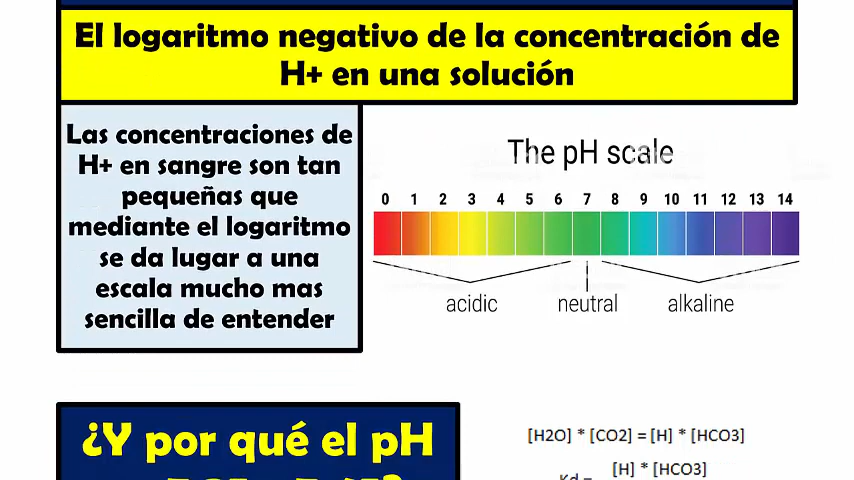 El logaritmo negativo de la concentración de
H+ en una solución
Las concentraciones de
H+ en sangre son tan
pequeñas que
mediante el logaritmo
se da lugar a una
escala mucho mas
sencilla de entender
The pH scale
0 1 2 3 4 5 6 7 8 9 10 11 12 13 14
acidic neutral alkaline
¿Y por qué el pH
[H2O] * [CO2] = [H] * [HCO3]
[H] * [HCO3]
Kd =